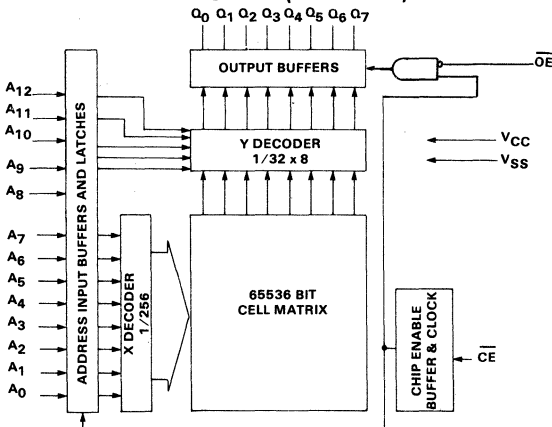 Q0 Q1 Q2 Q3 Q4 Q5 Q6 Q7
OUTPUT BUFFERS
OE
A12
A11
A10
A9
A8
Y DECODER
1/32 x 8
VCC
VSS
ADDRESS INPUT BUFFERS AND LATCHES
A7
A6
A5
A4
A3
A2
A1
A0
X DECODER
1/256
65536 BIT
CELL MATRIX
CHIP ENABLE
BUFFER & CLOCK
CE